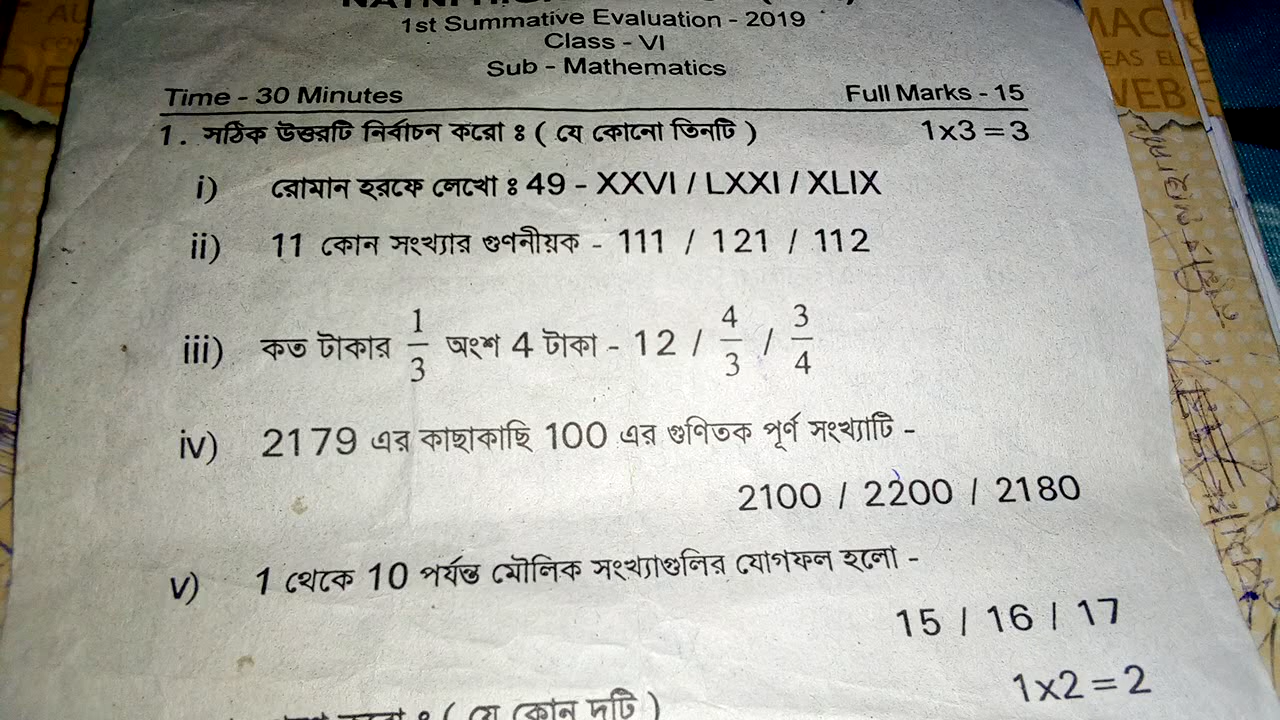 1st Summative Evaluation - 2019
Class - VI
Sub - Mathematics
Time - 30 Minutes Full Marks - 15
1. সঠিক উত্তরটি নির্বাচন করো ঃ ( যে কোনো তিনটি ) 1x3 = 3
i) রোমান হরফে লেখো ঃ 49 - XXVI / LXXI / XLIX
ii) 11 কোন সংখ্যার গুণনীয়ক - 111 / 121 / 112
iii) কত টাকার 1/3 অংশ 4 টাকা - 12 / 4/3 / 3/4
iv) 2179 এর কাছাকাছি 100 এর গুণিতক পূর্ণ সংখ্যাটি -
2100 / 2200 / 2180
v) 1 থেকে 10 পর্যন্ত মৌলিক সংখ্যাগুলির যোগফল হলো -
15 / 16 / 17
1x2 = 2
ঃ ( যে কোন দুটি )